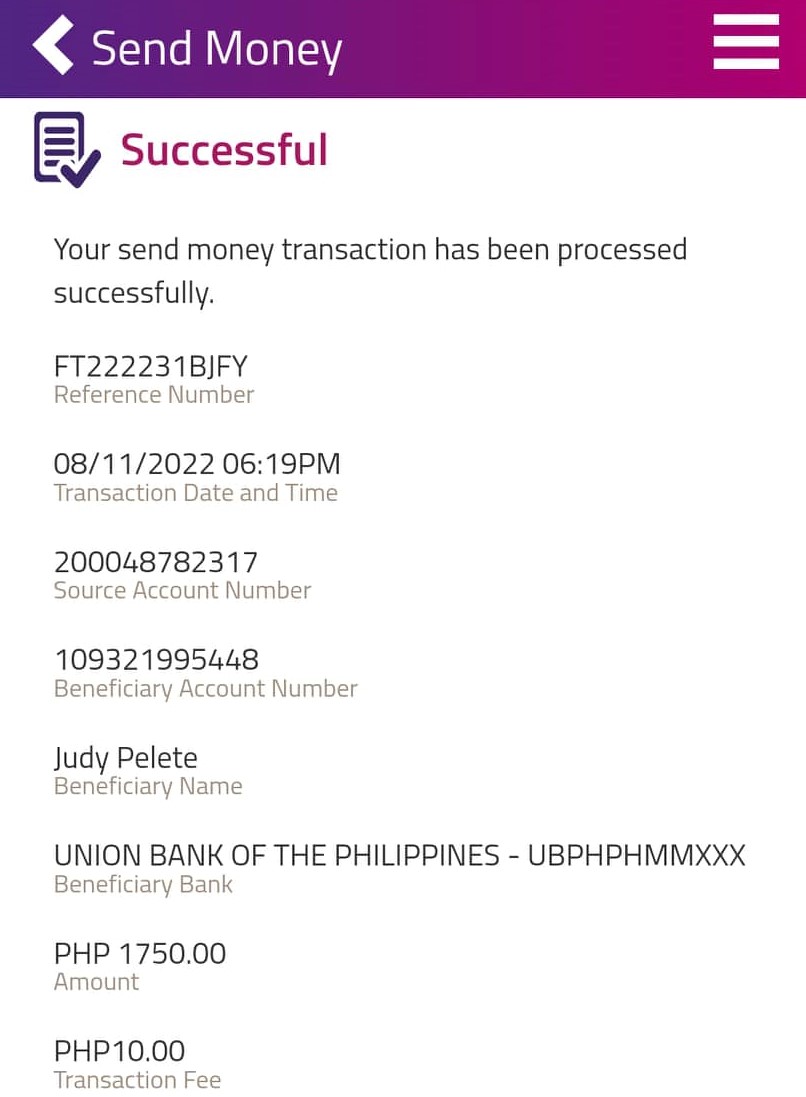 Send Money
Successful
Your send money transaction has been processed
successfully.
FT222231BJFY
Reference Number
08/11/2022 06:19PM
Transaction Date and Time
200048782317
Source Account Number
109321995448
Beneficiary Account Number
Judy Pelete
Beneficiary Name
UNION BANK OF THE PHILIPPINES - UBPHPHMMXXX
Beneficiary Bank
PHP 1750.00
Amount
PHP10.00
Transaction Fee